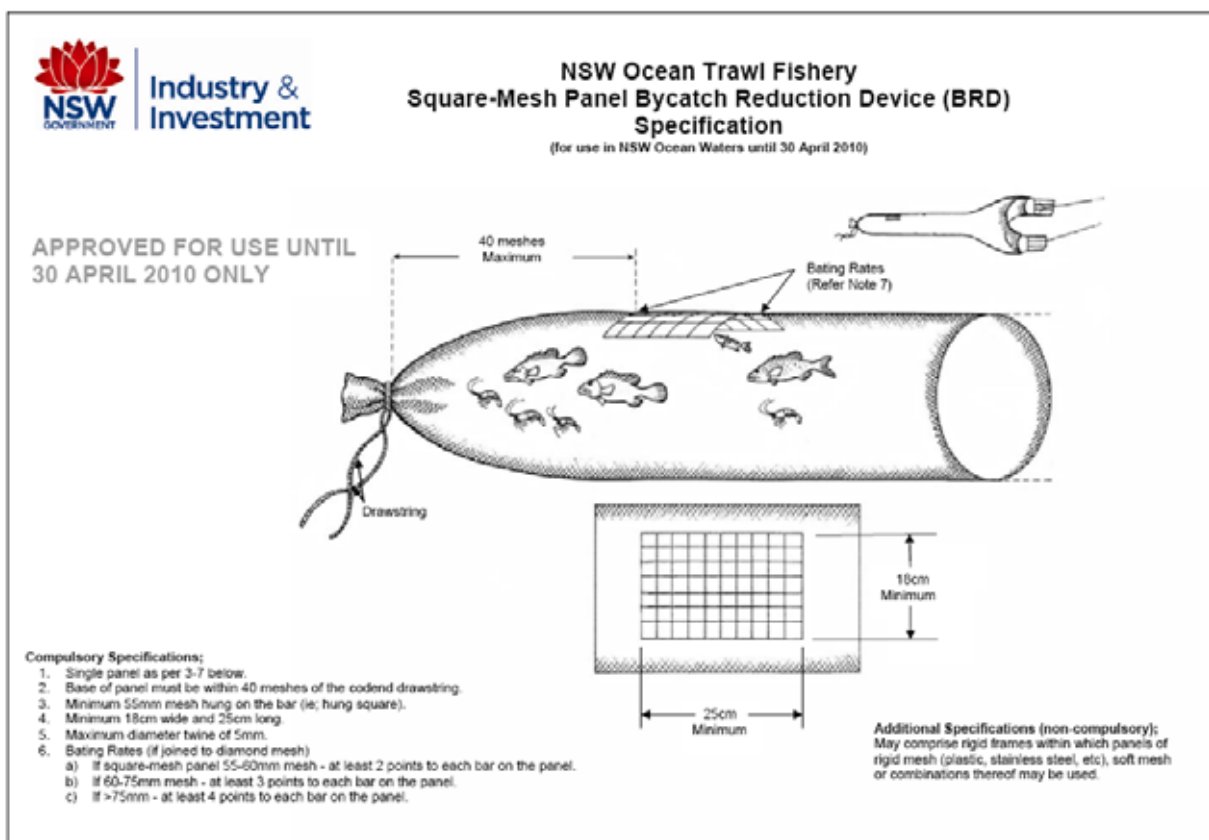 NSW
GOVERNMENT
Industry &
Investment
NSW Ocean Trawl Fishery
Square-Mesh Panel Bycatch Reduction Device (BRD)
Specification
(for use in NSW Ocean Waters until 30 April 2010)
APPROVED FOR USE UNTIL
30 APRIL 2010 ONLY
40 meshes
Maximum
Bating Rates
(Refer Note 7)
Drawstring
18cm
Minimum
25cm
Minimum
Compulsory Specifications;
1. Single panel as per 3-7 below.
2. Base of panel must be within 40 meshes of the codend drawstring.
3. Minimum 55mm mesh hung on the bar (ie; hung square).
4. Minimum 18cm wide and 25cm long.
5. Maximum diameter twine of 5mm.
6. Bating Rates (if joined to diamond mesh)
a) If square-mesh panel 55-60mm mesh - at least 2 points to each bar on the panel.
b) If 60-75mm mesh - at least 3 points to each bar on the panel.
c) If >75mm - at least 4 points to each bar on the panel.
Additional Specifications (non-compulsory);
May comprise rigid frames within which panels of
rigid mesh (plastic, stainless steel, etc), soft mesh
or combinations thereof may be used.